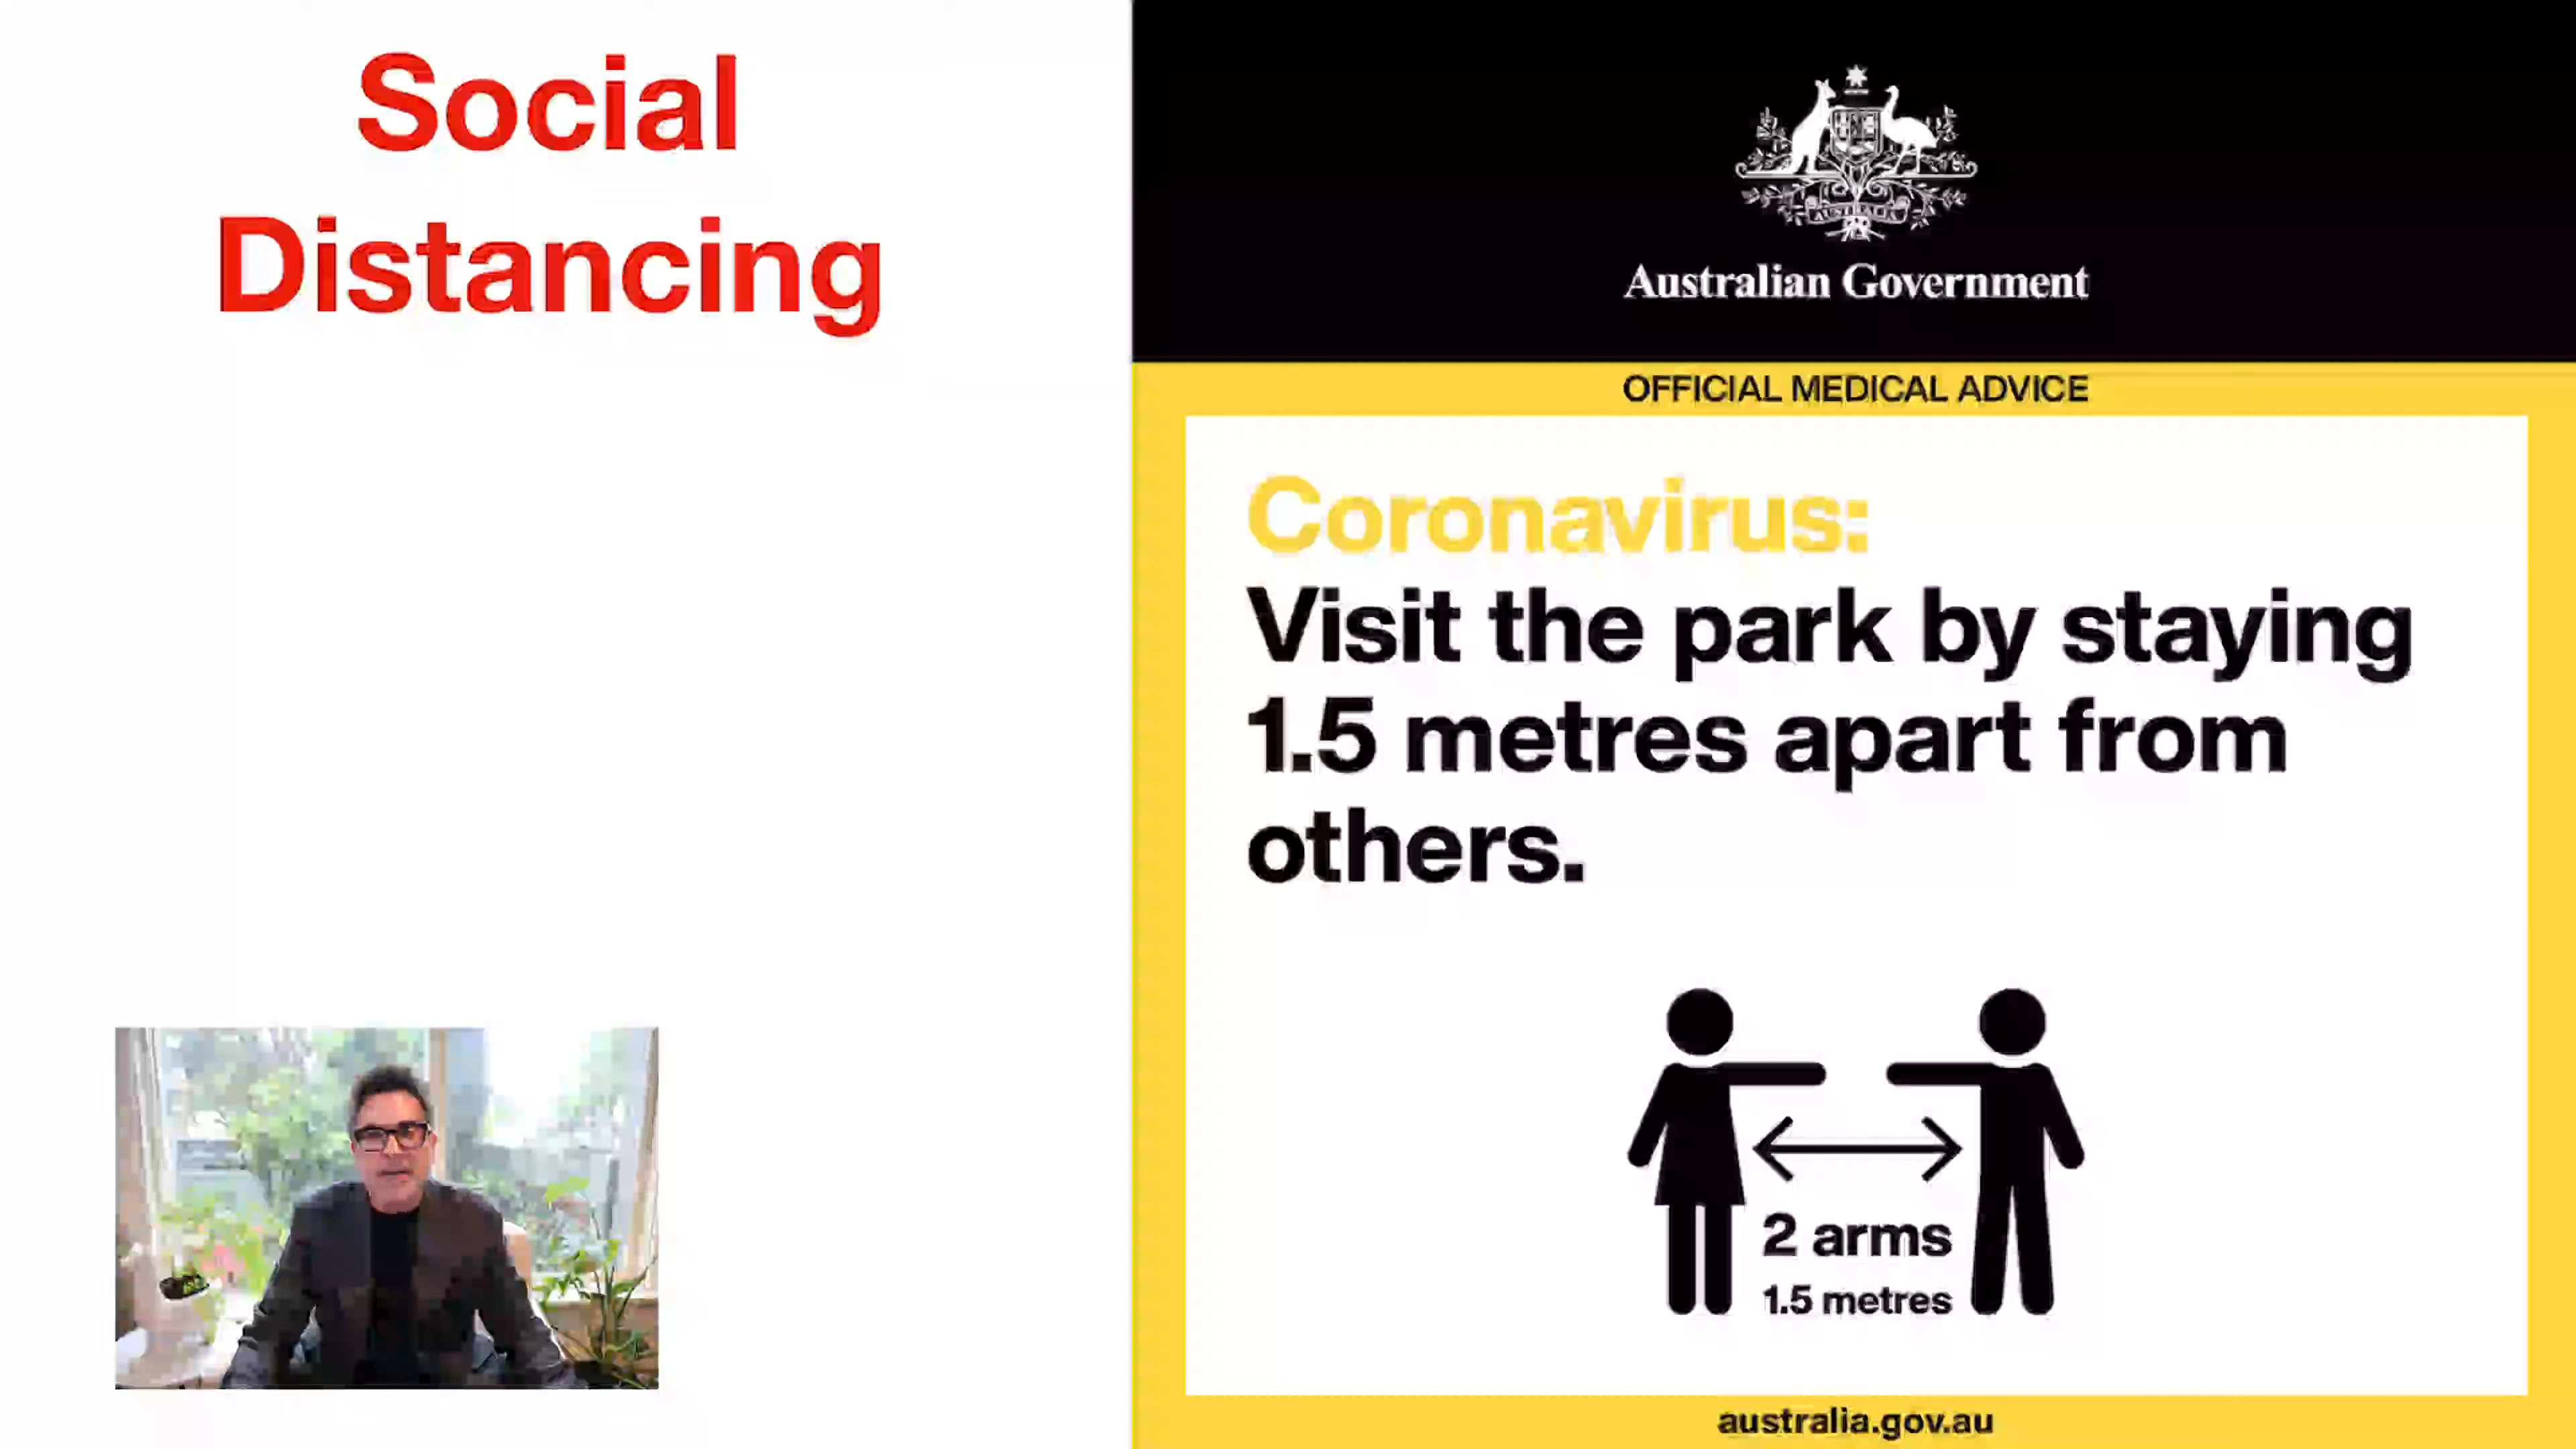 Social
Distancing
AUSTRALIA
Australian Government
OFFICIAL MEDICAL ADVICE
Coronavirus:
Visit the park by staying
1.5 metres apart from
others.
2 arms
1.5 metres
australia.gov.au